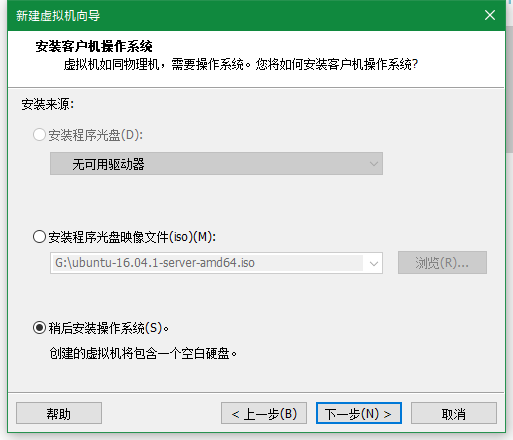 新建虚拟机向导
安装客户机操作系统
虚拟机如同物理机，需要操作系统。您将如何安装客户机操作系统?
安装来源:
安装程序光盘(D):
无可用驱动器
安装程序光盘映像文件(iso)(M):
G:\ubuntu-16.04.1-server-amd64.iso
浏览(R)...
稍后安装操作系统(S)。
创建的虚拟机将包含一个空白硬盘。
帮助
< 上一步(B)
下一步(N) >
取消